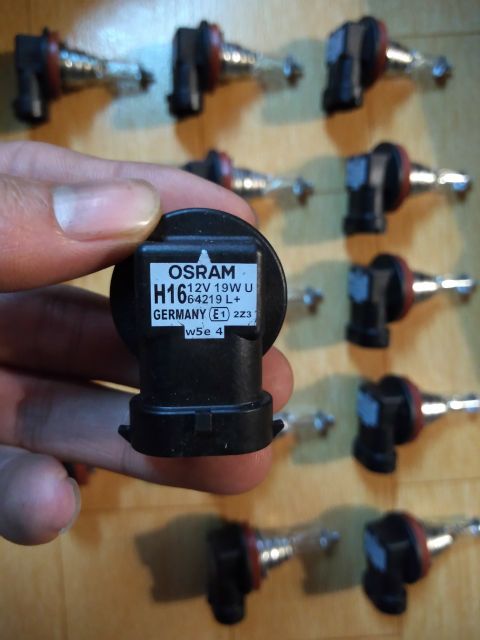 OSRAM
H16 12V 19W U
64219 L+
GERMANY E1 2Z3
w5e 4